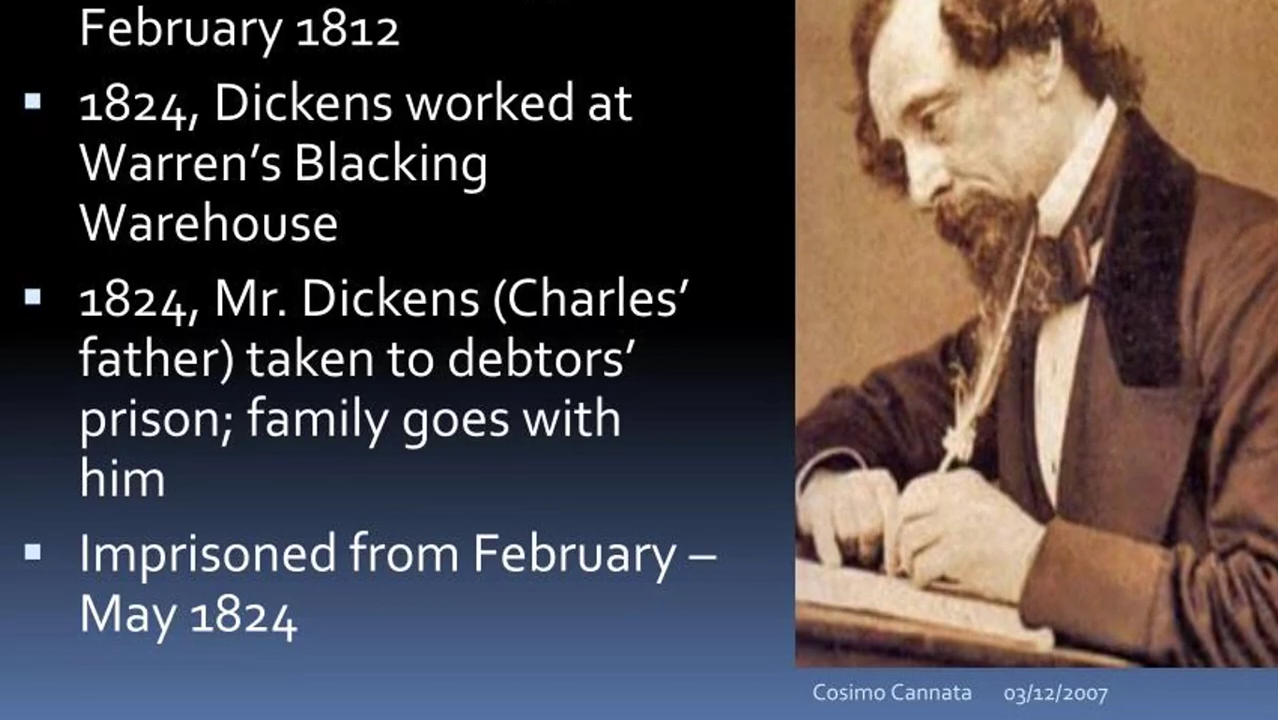 February 1812
1824, Dickens worked at
Warren's Blacking
Warehouse
1824, Mr. Dickens (Charles'
father) taken to debtors'
prison; family goes with
him
Imprisoned from February –
May 1824
Cosimo Cannata 03/12/2007